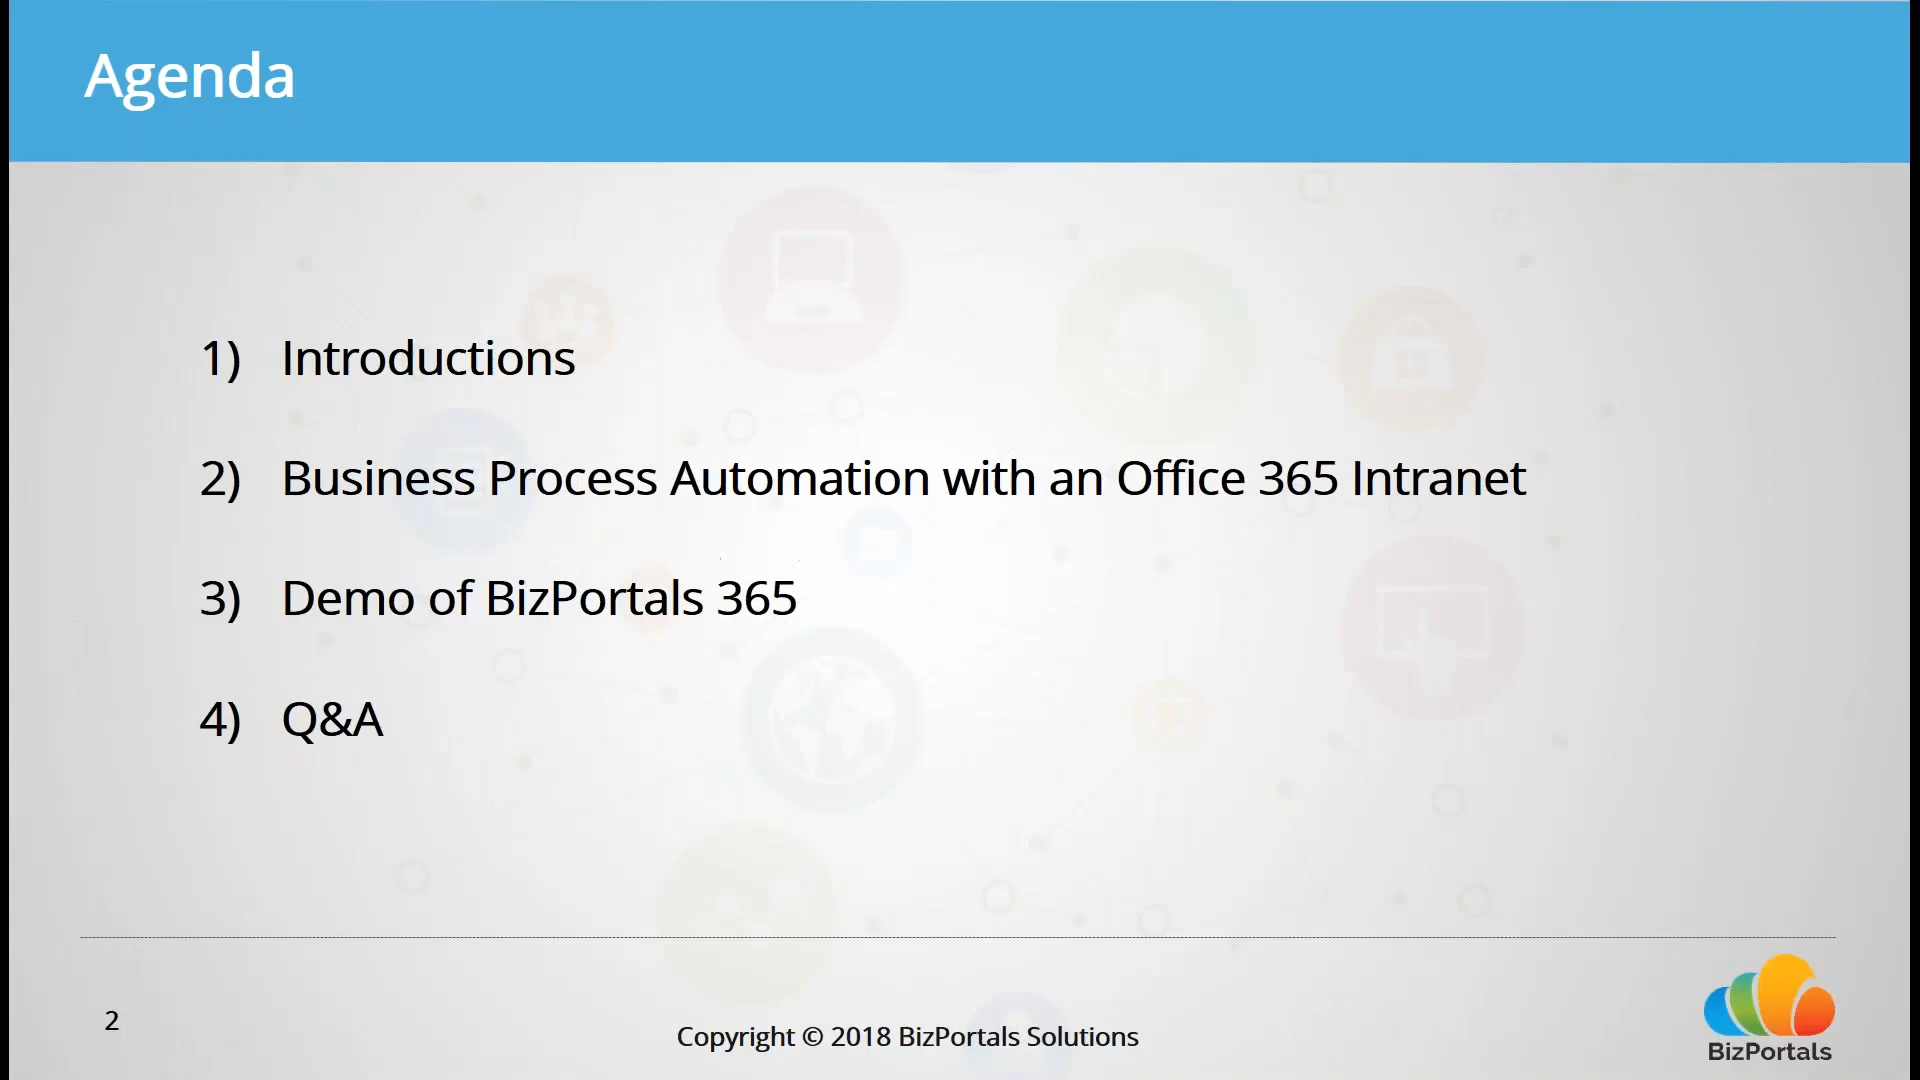 Agenda
1) Introductions
2) Business Process Automation with an Office 365 Intranet
3) Demo of BizPortals 365
4) Q&A
2
Copyright © 2018 BizPortals Solutions
BizPortals